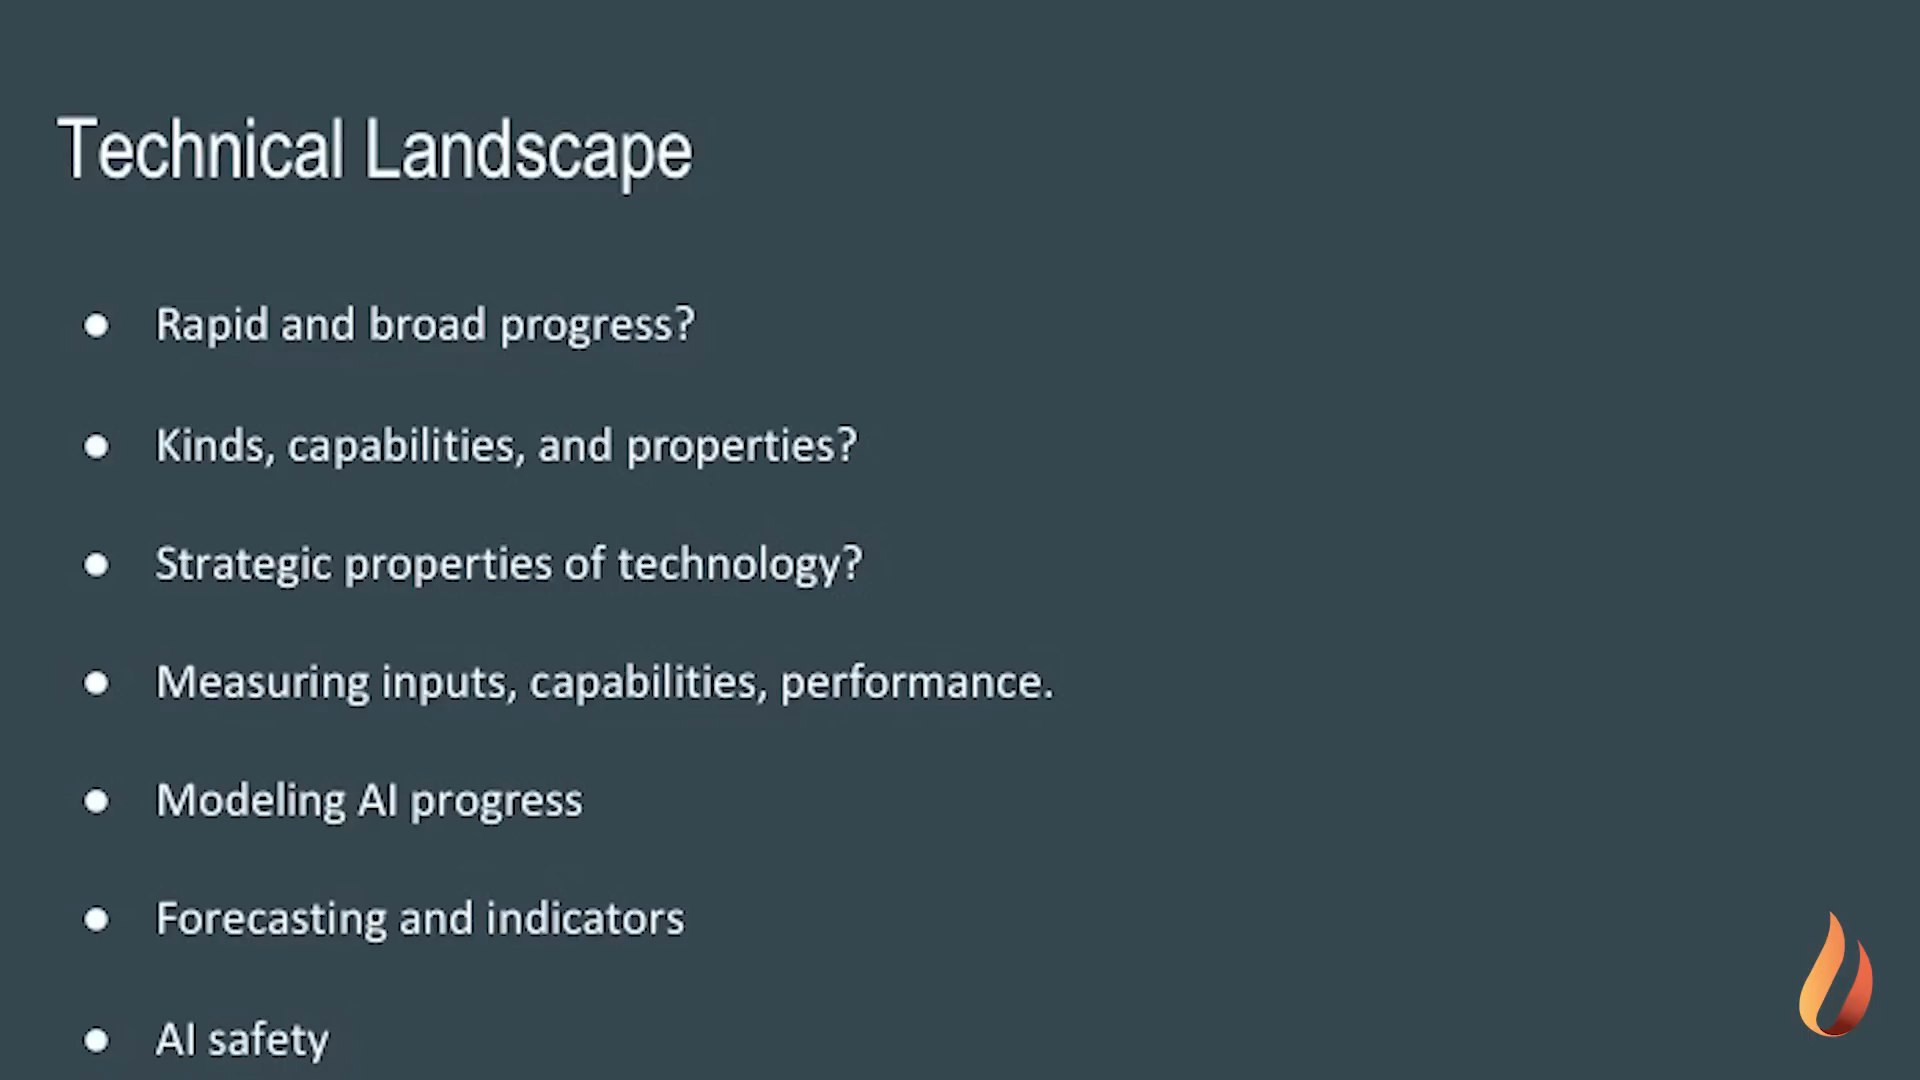 Technical Landscape
● Rapid and broad progress?
● Kinds, capabilities, and properties?
● Strategic properties of technology?
● Measuring inputs, capabilities, performance.
● Modeling AI progress
● Forecasting and indicators
● AI safety